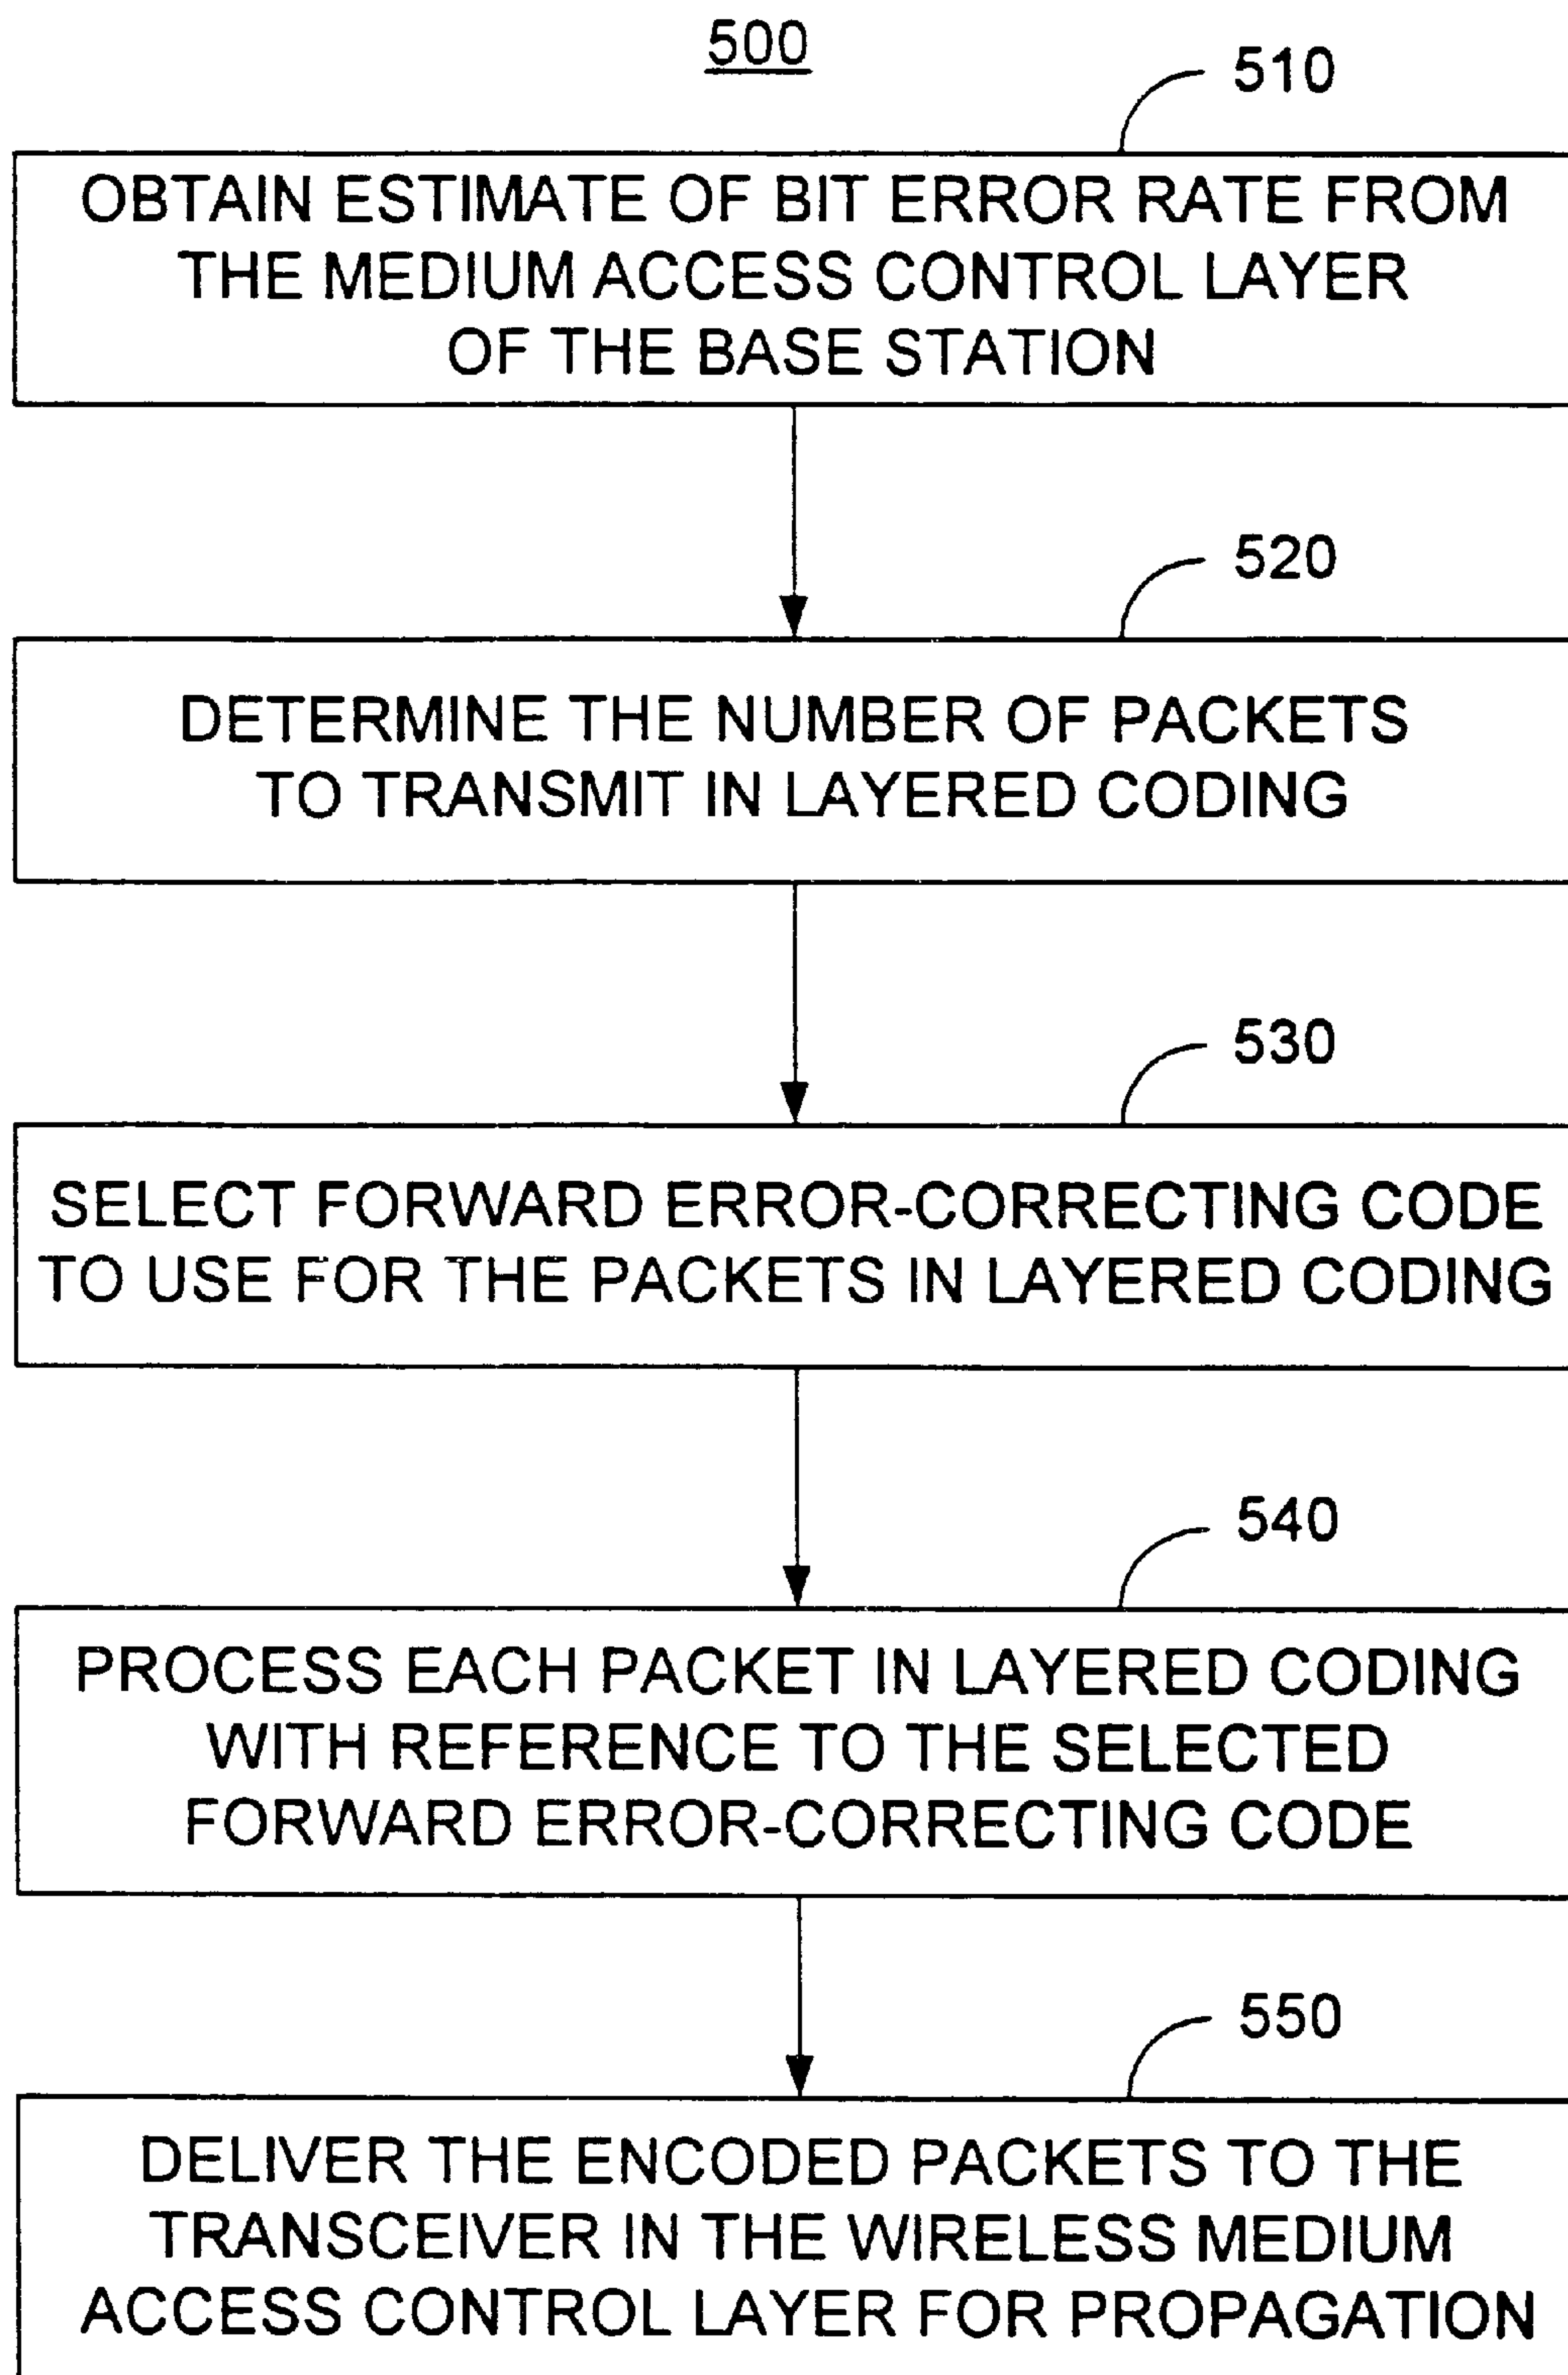 500
510
OBTAIN ESTIMATE OF BIT ERROR RATE FROM
THE MEDIUM ACCESS CONTROL LAYER
OF THE BASE STATION
520
DETERMINE THE NUMBER OF PACKETS
TO TRANSMIT IN LAYERED CODING
530
SELECT FORWARD ERROR-CORRECTING CODE
TO USE FOR THE PACKETS IN LAYERED CODING
540
PROCESS EACH PACKET IN LAYERED CODING
WITH REFERENCE TO THE SELECTED
FORWARD ERROR-CORRECTING CODE
550
DELIVER THE ENCODED PACKETS TO THE
TRANSCEIVER IN THE WIRELESS MEDIUM
ACCESS CONTROL LAYER FOR PROPAGATION